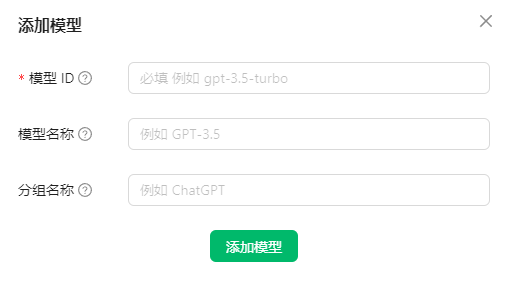 添加模型
* 模型 ID ?
必填 例如 gpt-3.5-turbo
模型名称 ?
例如 GPT-3.5
分组名称 ?
例如 ChatGPT
添加模型